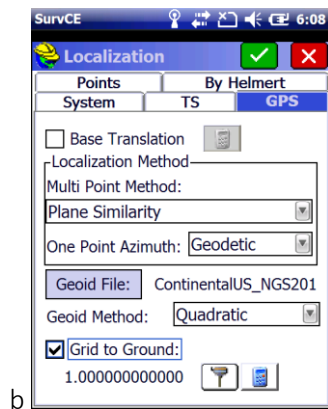 SurvCE 6:08
Localization
Points By Helmert
System TS GPS
Base Translation
Localization Method
Multi Point Method:
Plane Similarity
One Point Azimuth: Geodetic
Geoid File: ContinentalUS_NGS201
Geoid Method: Quadratic
Grid to Ground:
1.000000000000
b